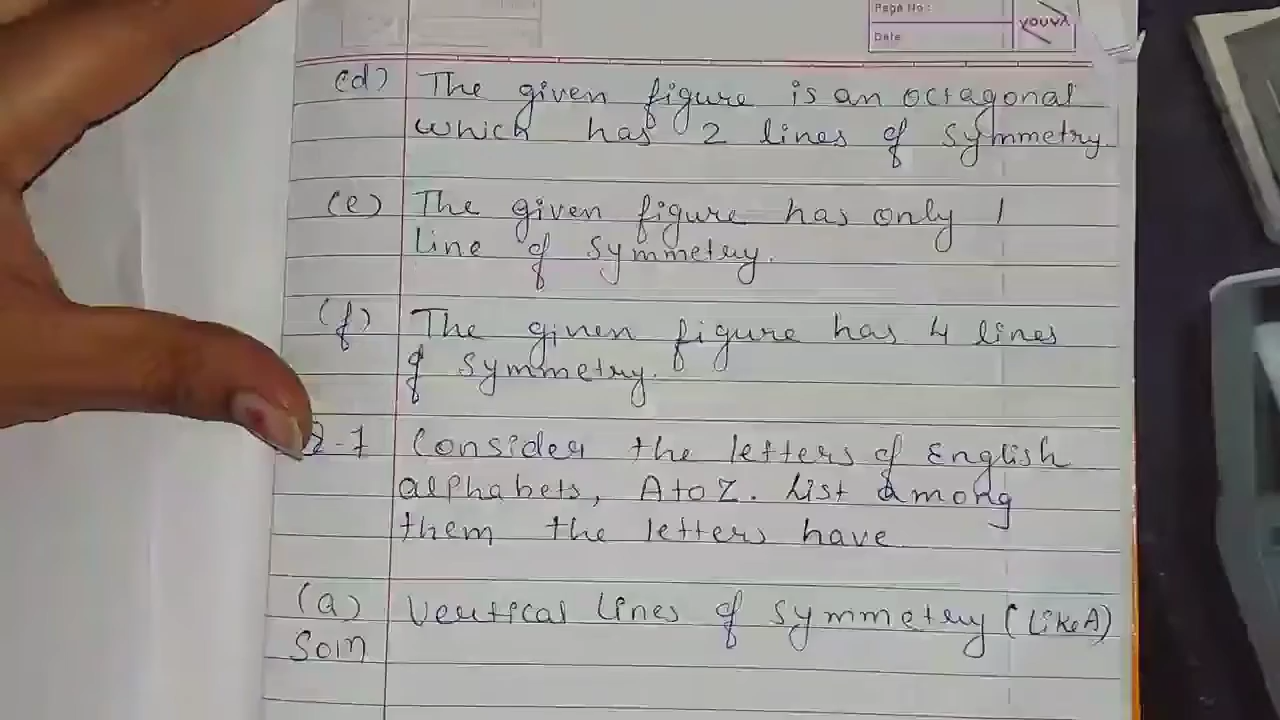 Page No:
Date
YOUVA
(d) The given figure is an octagonal
which has 2 lines of symmetry.
(e) The given figure has only 1
line of symmetry.
(f) The given figure has 4 lines
of symmetry.
2-7 Consider the letters of English
alphabets, A to Z. List among
them the letters have
(a) Vertical lines of symmetry (Like A)
Soln